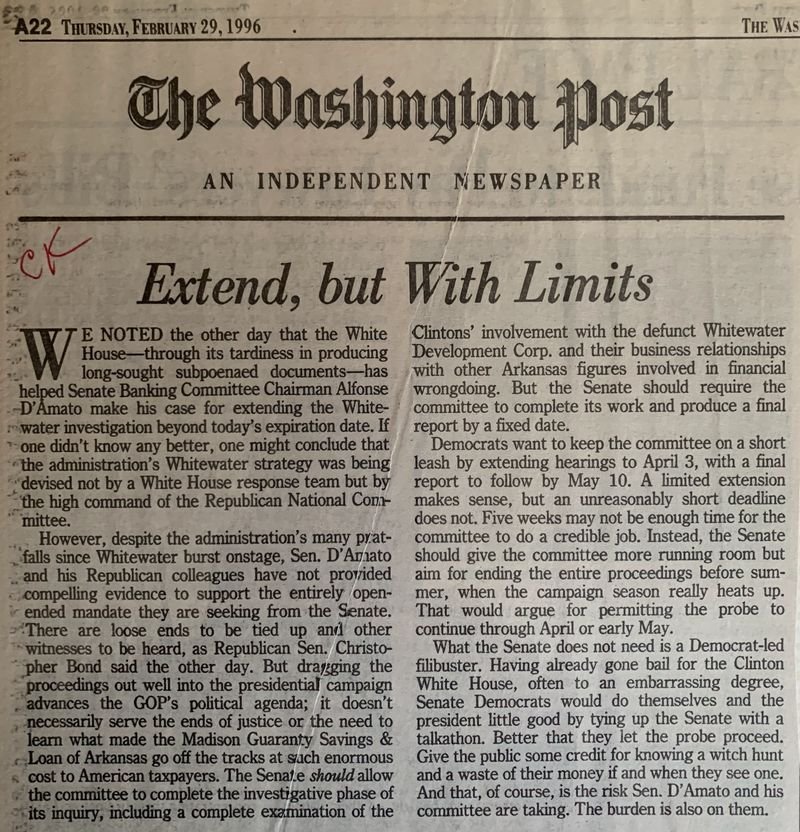 A22 THURSDAY, FEBRUARY 29, 1996
THE WAS
The Washington Post
AN INDEPENDENT NEWSPAPER
CK
Extend, but With Limits
WE NOTED the other day that the White
House—through its tardiness in producing
long-sought subpoenaed documents—has
helped Senate Banking Committee Chairman Alfonse
D'Amato make his case for extending the White-
water investigation beyond today's expiration date. If
one didn't know any better, one might conclude that
the administration's Whitewater strategy was being
devised not by a White House response team but by
the high command of the Republican National Com-
mittee.
However, despite the administration's many prat-
falls since Whitewater burst onstage, Sen. D'Amato
and his Republican colleagues have not provided
compelling evidence to support the entirely open-
ended mandate they are seeking from the Senate.
There are loose ends to be tied up and other
witnesses to be heard, as Republican Sen. Christo-
pher Bond said the other day. But dragging the
proceedings out well into the presidential campaign
advances the GOP's political agenda; it doesn't
necessarily serve the ends of justice or the need to
learn what made the Madison Guaranty Savings &
Loan of Arkansas go off the tracks at such enormous
cost to American taxpayers. The Senate should allow
the committee to complete the investigative phase of
its inquiry, including a complete examination of the
Clintons' involvement with the defunct Whitewater
Development Corp. and their business relationships
with other Arkansas figures involved in financial
wrongdoing. But the Senate should require the
committee to complete its work and produce a final
report by a fixed date.
Democrats want to keep the committee on a short
leash by extending hearings to April 3, with a final
report to follow by May 10. A limited extension
makes sense, but an unreasonably short deadline
does not. Five weeks may not be enough time for the
committee to do a credible job. Instead, the Senate
should give the committee more running room but
aim for ending the entire proceedings before sum-
mer, when the campaign season really heats up.
That would argue for permitting the probe to
continue through April or early May.
What the Senate does not need is a Democrat-led
filibuster. Having already gone bail for the Clinton
White House, often to an embarrassing degree,
Senate Democrats would do themselves and the
president little good by tying up the Senate with a
talkathon. Better that they let the probe proceed.
Give the public some credit for knowing a witch hunt
and a waste of their money if and when they see one.
And that, of course, is the risk Sen. D'Amato and his
committee are taking. The burden is also on them.